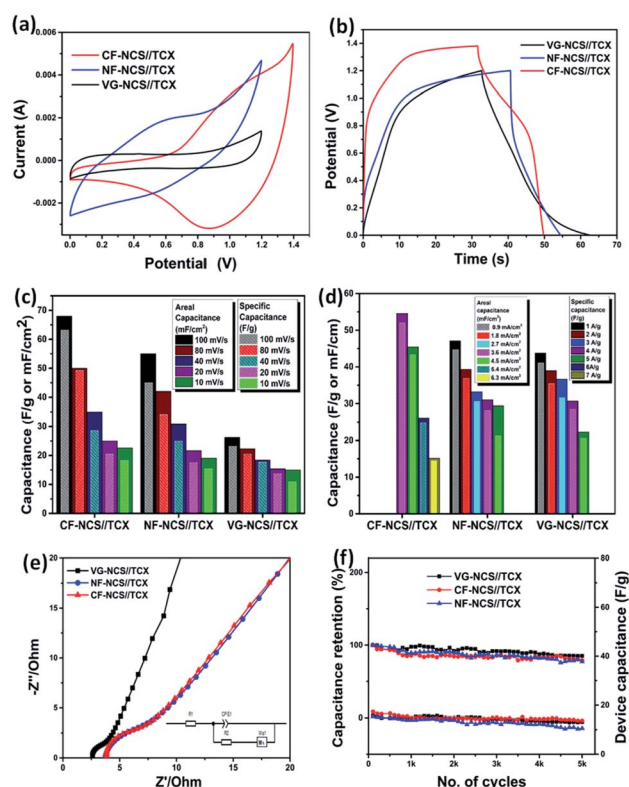 (a)
CF-NCS//TCX
NF-NCS//TCX
VG-NCS//TCX
Current (A)
0.006
0.004
0.002
0.000
-0.002
0.0 0.2 0.4 0.6 0.8 1.0 1.2 1.4
Potential (V)
(b)
VG-NCS//TCX
NF-NCS//TCX
CF-NCS//TCX
Potential (V)
1.4
1.2
1.0
0.8
0.6
0.4
0.2
0.0
0 10 20 30 40 50 60 70
Time (s)
(c)
Areal
Capacitance
(mF/cm²)
100 mV/s
80 mV/s
40 mV/s
20 mV/s
10 mV/s
Specific
Capacitance
(F/g)
100 mV/s
80 mV/s
40 mV/s
20 mV/s
10 mV/s
Capacitance (F/g or mF/cm²)
70
60
50
40
30
20
10
0
CF-NCS//TCX NF-NCS//TCX VG-NCS//TCX
(d)
Areal
capacitance
(mF/cm²)
0.9 mA/cm²
1.8 mA/cm²
2.7 mA/cm²
3.6 mA/cm²
4.5 mA/cm²
5.4 mA/cm²
6.3 mA/cm²
Specific
capacitance
(F/g)
1 A/g
2 A/g
3 A/g
4 A/g
5 A/g
6A/g
7 A/g
Capacitance (F/g or mF/cm)
60
50
40
30
20
10
0
CF-NCS//TCX NF-NCS//TCX VG-NCS//TCX
(e)
VG-NCS//TCX
NF-NCS//TCX
CF-NCS//TCX
-Z''/Ohm
20
15
10
5
0
R1
CPE1
R2
0 5 10 15 20
Z'/Ohm
(f)
VG-NCS//TCX
CF-NCS//TCX
NF-NCS//TCX
Capacitance retention (%)
200
100
0
Device capacitance (F/g)
80
60
40
20
0
0 1k 2k 3k 4k 5k
No. of cycles